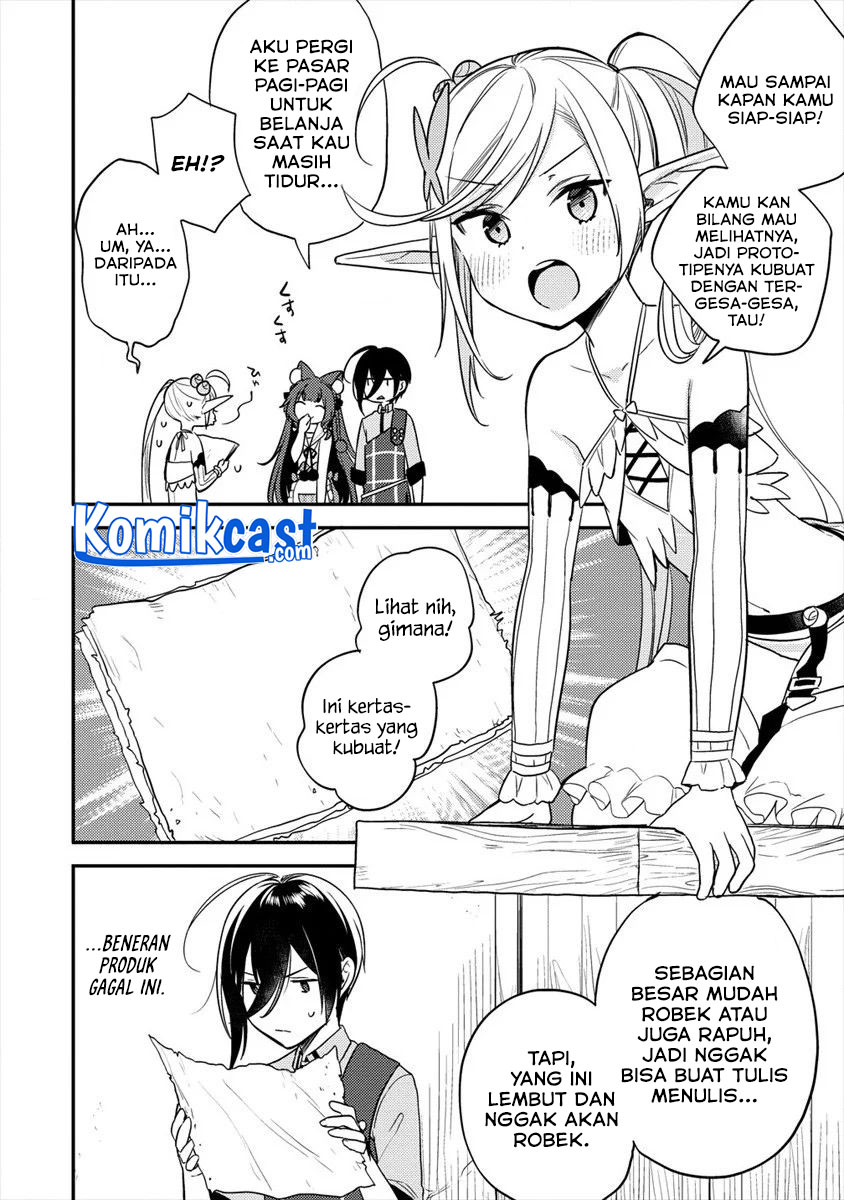 MAU SAMPAI
KAPAN KAMU
SIAP-SIAP!
KAMU KAN
BILANG MAU
MELIHATNYA,
JADI PROTO-
TIPENYA KUBUAT
DENGAN TER-
GESA-GESA,
TAU!
AKU PERGI
KE PASAR
PAGI-PAGI
UNTUK
BELANJA
SAAT KAU
MASIH
TIDUR...
EH!?
AH...
UM, YA...
DARIPADA
ITU...
くすくす
Komikcast
.com
Lihat nih,
gimana!
Ini kertas-
kertas yang
kubuat!
SEBAGIAN
BESAR MUDAH
ROBEK ATAU
JUGA RAPUH,
JADI NGGAK
BISA BUAT TULIS
MENULIS...
TAPI,
YANG INI
LEMBUT DAN
NGGAK AKAN
ROBEK.
...BENERAN
PRODUK
GAGAL INI.